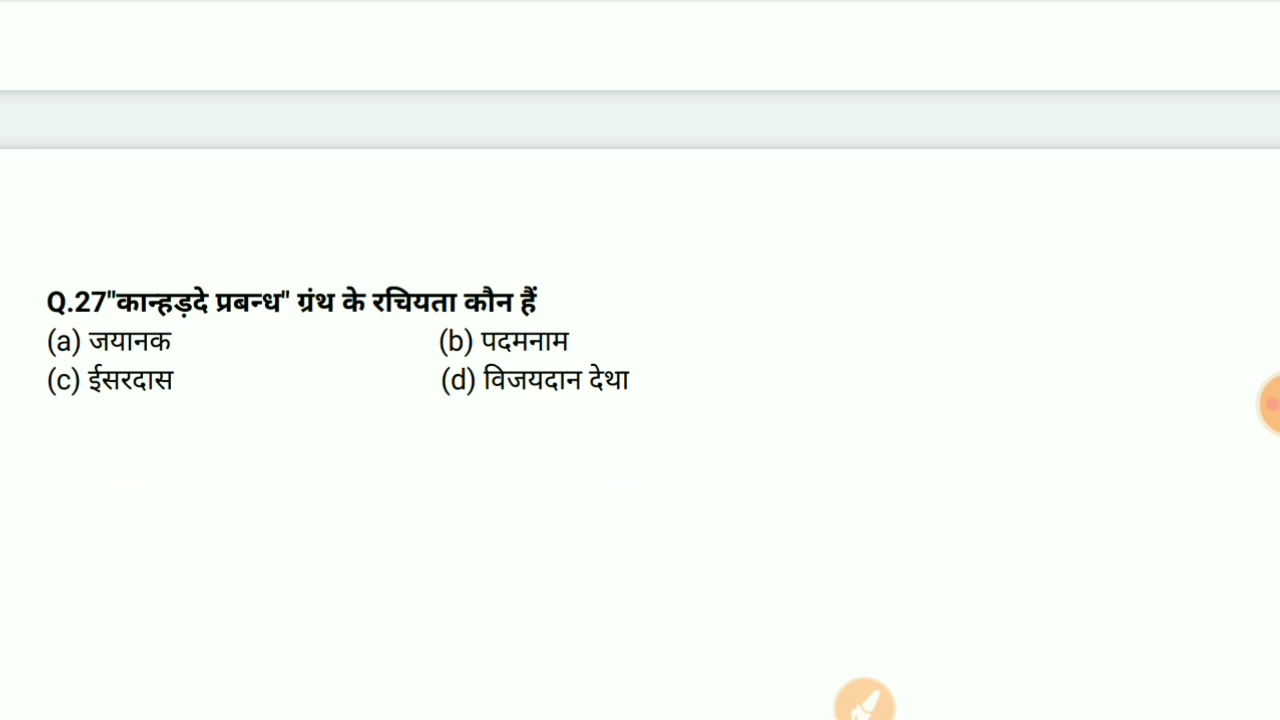 Q.27"कान्हड़दे प्रबन्ध" ग्रंथ के रचियता कौन हैं
(a) जयानक (b) पदमनाम
(c) ईसरदास (d) विजयदान देथा